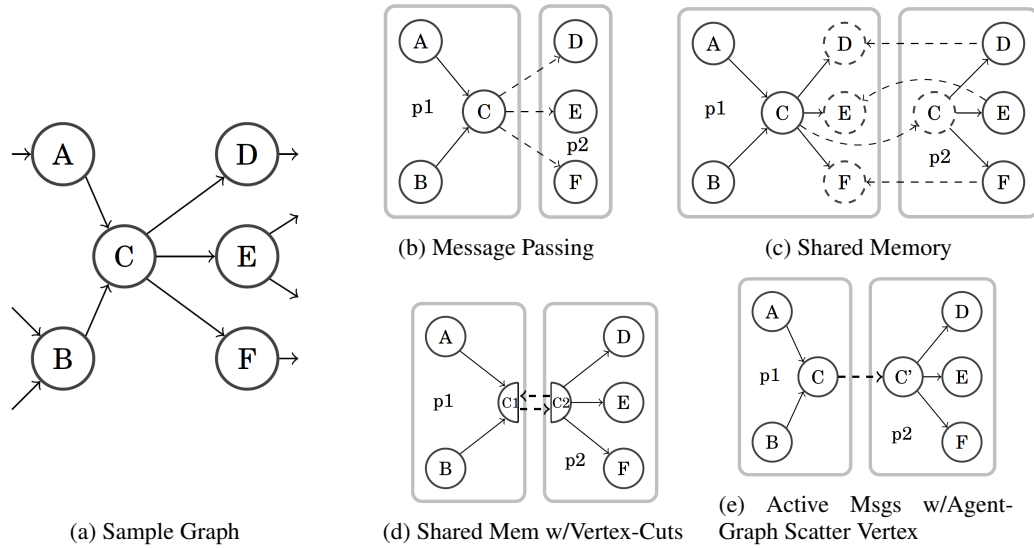 A
D
C
E
B
F
(a) Sample Graph
A
D
p1
C
E
p2
B
F
(b) Message Passing
A
D
D
p1
C
E
C
E
p2
B
F
F
(c) Shared Memory
A
D
p1
C1
C2
E
B
p2
F
(d) Shared Mem w/Vertex-Cuts
A
D
p1
C
C'
E
B
p2
F
(e) Active Msgs w/Agent-
Graph Scatter Vertex